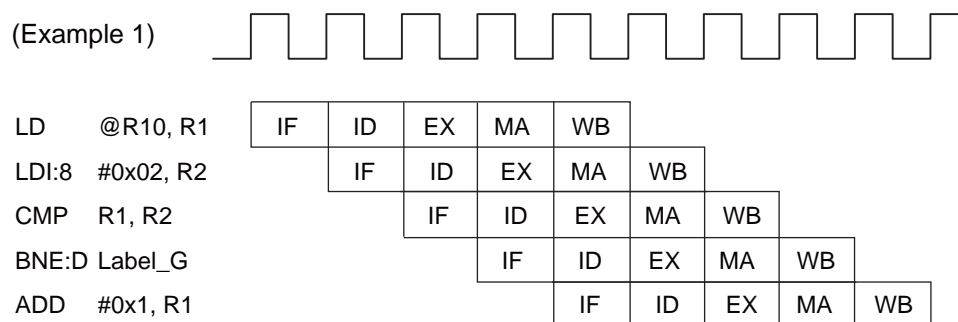 (Example 1)
LD @R10, R1 IF ID EX MA WB
LDI:8 #0x02, R2 IF ID EX MA WB
CMP R1, R2 IF ID EX MA WB
BNE:D Label_G IF ID EX MA WB
ADD #0x1, R1 IF ID EX MA WB